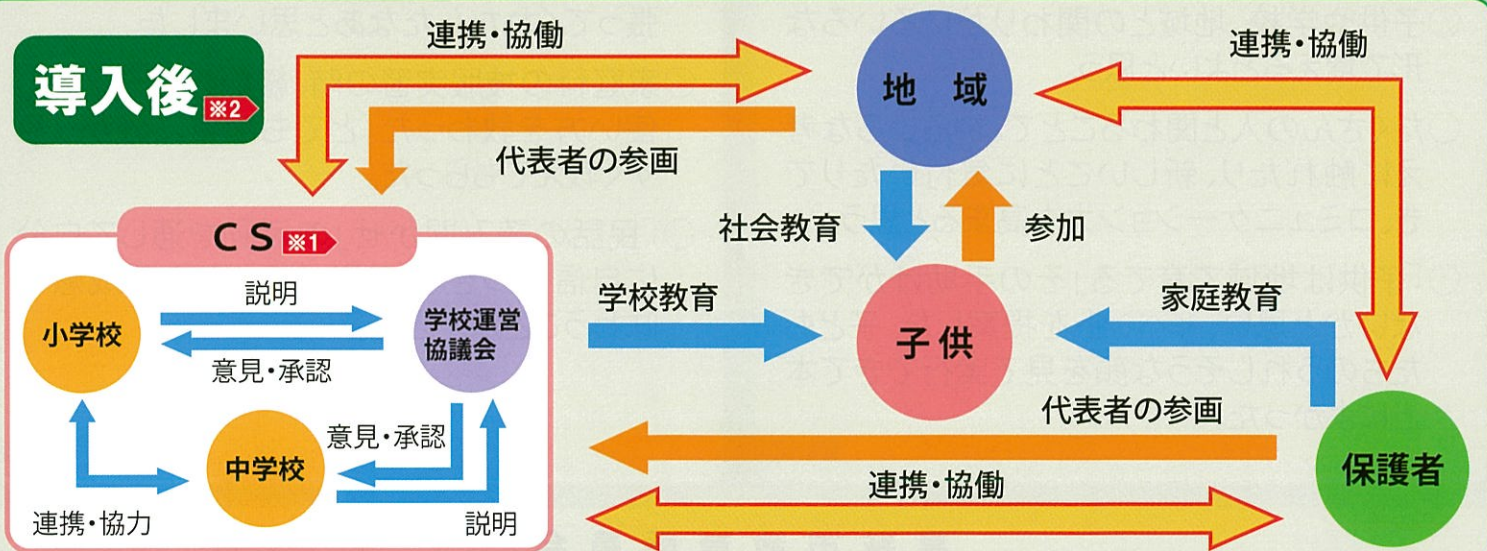 導入後 ※2
連携・協働
地域
連携・協働
代表者の参画
CS ※1
社会教育
参加
小学校
説明
学校運営
協議会
意見・承認
学校教育
子供
家庭教育
中学校
意見・承認
代表者の参画
保護者
連携・協力
説明
連携・協働